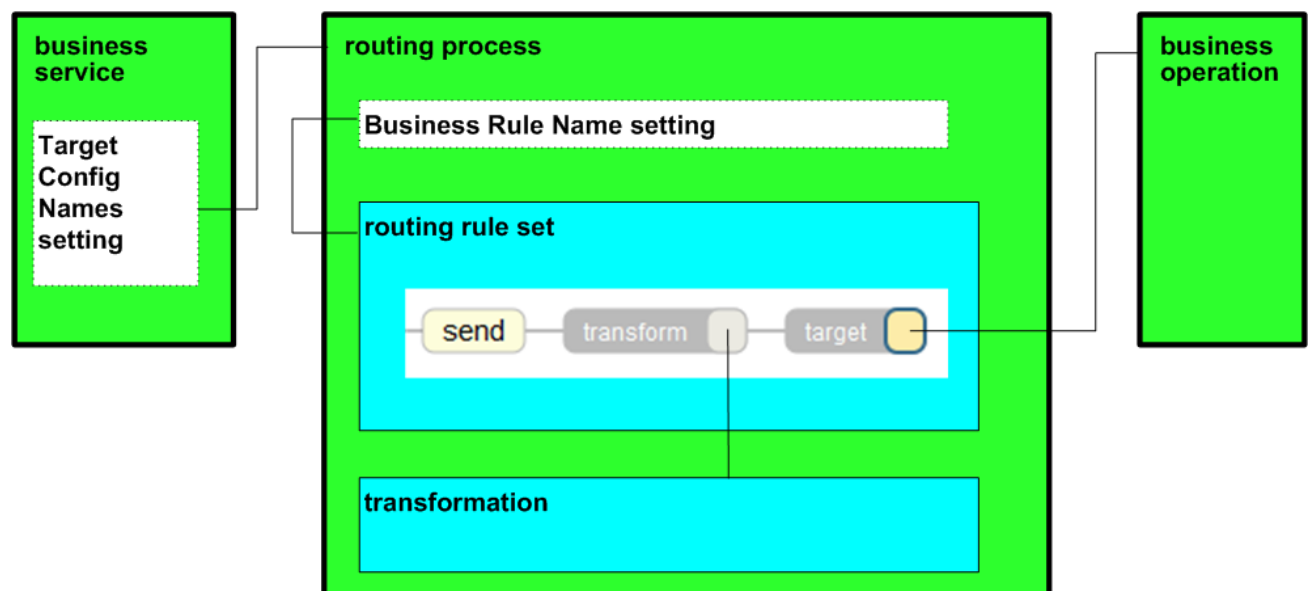 business
service
Target
Config
Names
setting
routing process
Business Rule Name setting
routing rule set
send
transform
target
transformation
business
operation